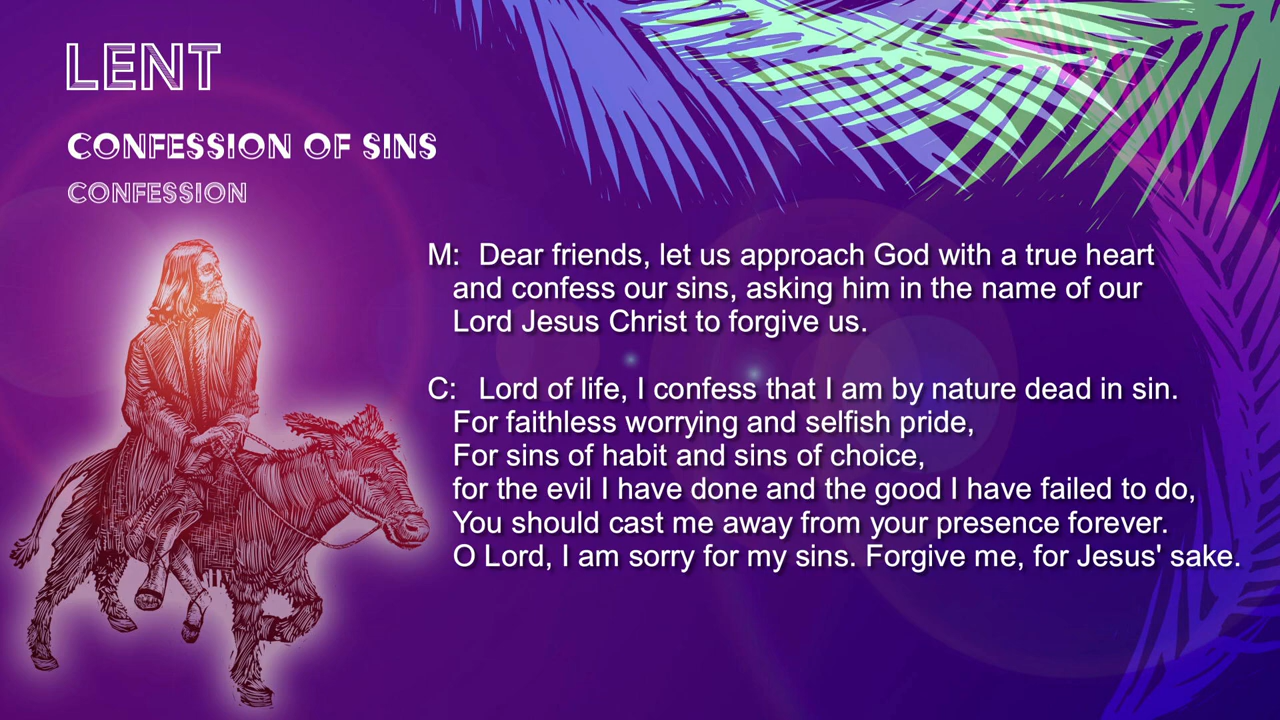 LENT
CONFESSION OF SINS
CONFESSION
M: Dear friends, let us approach God with a true heart
and confess our sins, asking him in the name of our
Lord Jesus Christ to forgive us.
C: Lord of life, I confess that I am by nature dead in sin.
For faithless worrying and selfish pride,
For sins of habit and sins of choice,
for the evil I have done and the good I have failed to do,
You should cast me away from your presence forever.
O Lord, I am sorry for my sins. Forgive me, for Jesus' sake.